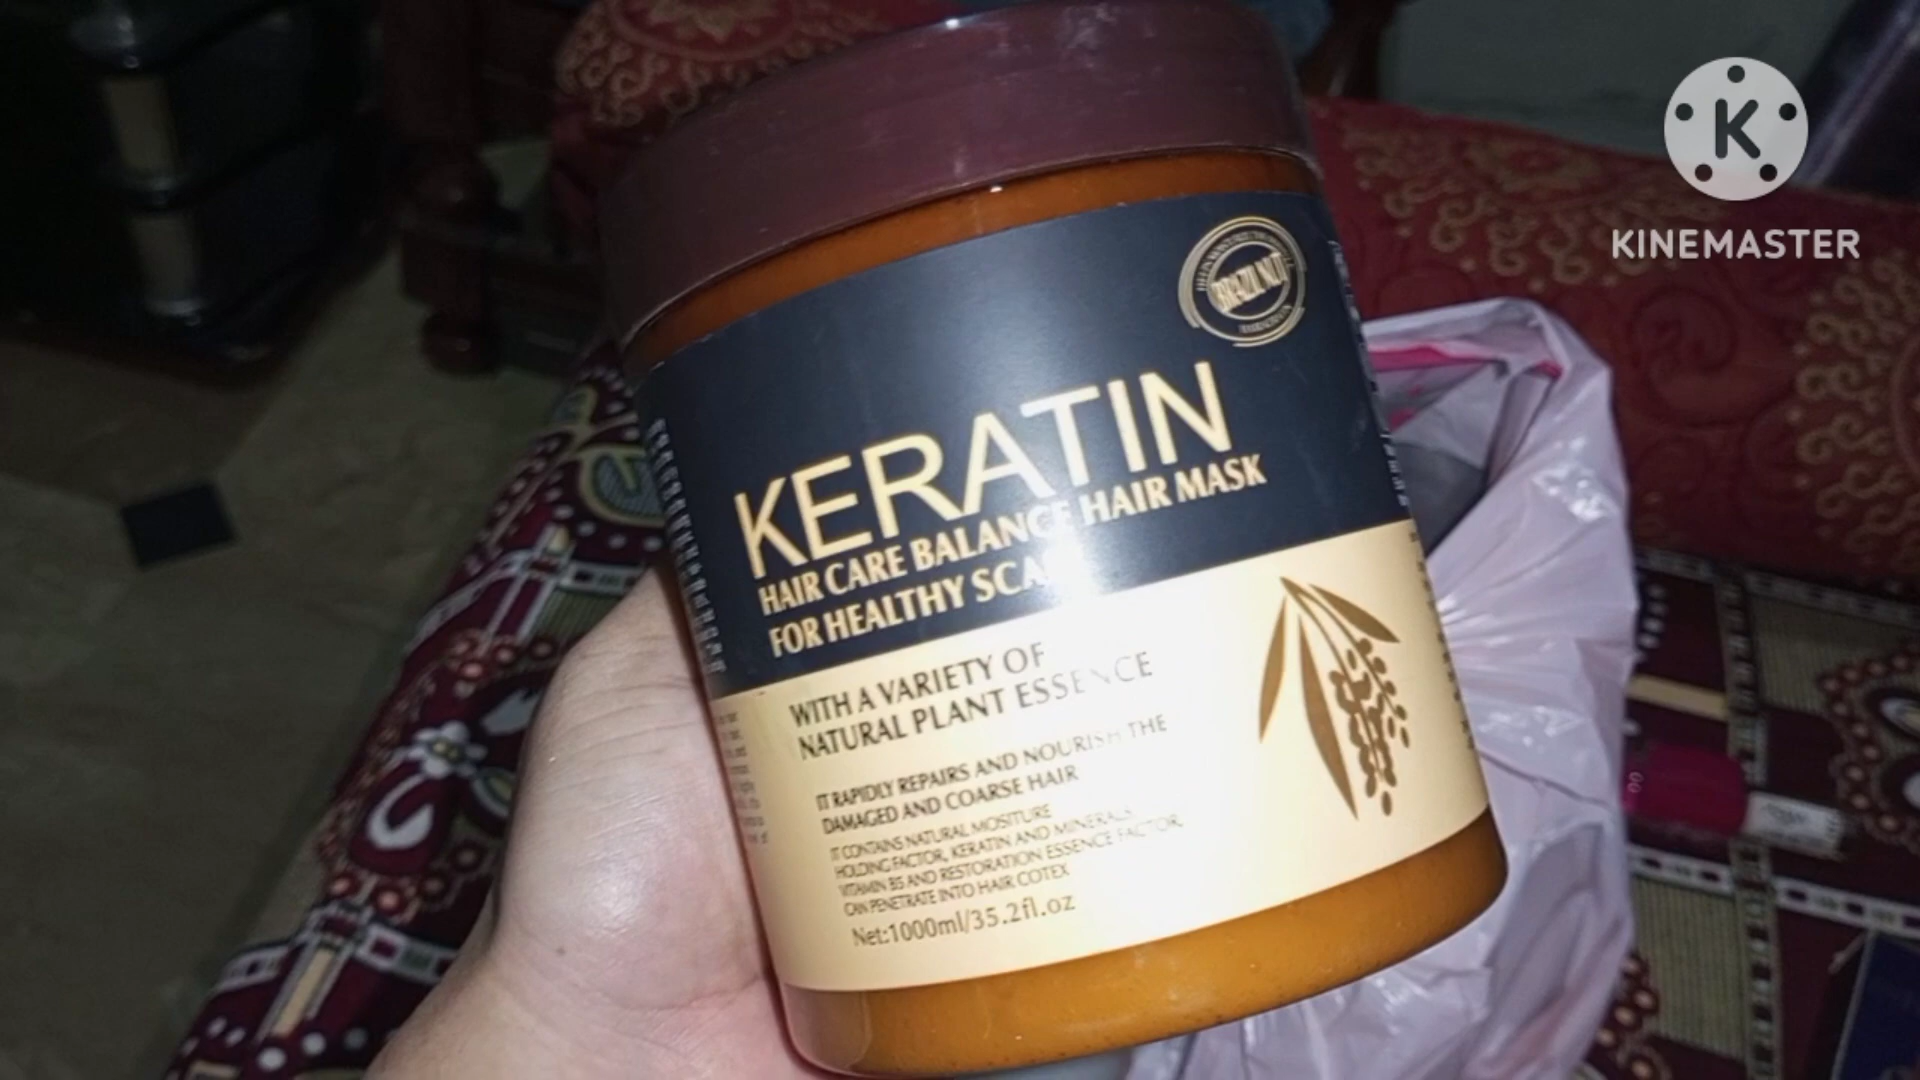 K
KINEMASTER
BRAZIL NUT
KERATIN
HAIR CARE BALANCE HAIR MASK
FOR HEALTHY
WITH A VARIETY OF
NATURAL PLANT ESSENCE
IT RAPIDLY REPAIRS AND NOURISH THE
DAMAGED AND COARSE HAIR
IT CONTAINS NATURAL MOSITURE
HOLDING FACTOR, KERATIN AND MINERALS
VITAMIN B5 AND RESTORATION ESSENCE FACTOR,
CAN PENETRATE INTO HAIR COTEX
Net:1000ml/35.2fl.oz